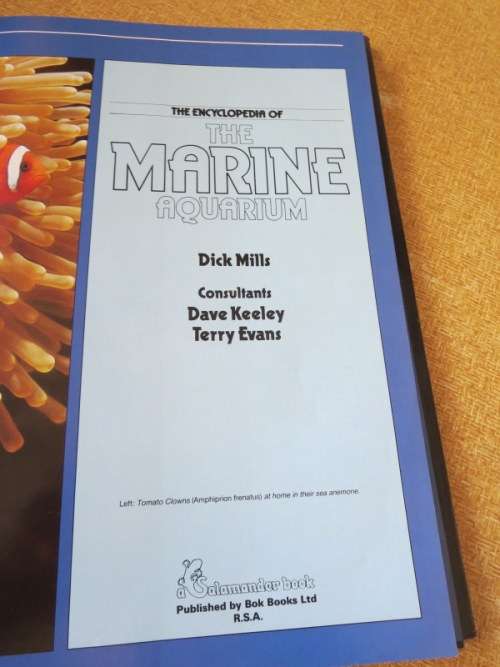 THE ENCYCLOPEDIA OF
THE
MARINE
AQUARIUM
Dick Mills
Consultants
Dave Keeley
Terry Evans
Left: Tomato Clowns (Amphiprion frenatus) at home in their sea anemone.
a Salamander book
Published by Bok Books Ltd
R.S.A.